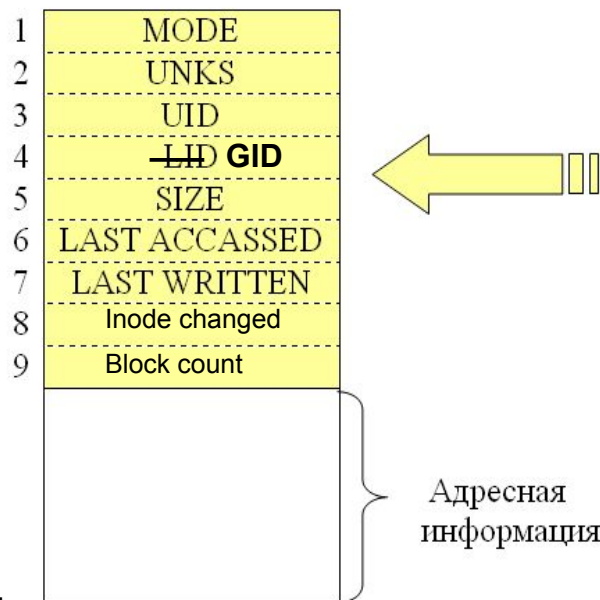 1 MODE
2 UNKS
3 UID
4 LID GID
5 SIZE
6 LAST ACCASSED
7 LAST WRITTEN
8 Inode changed
9 Block count
Адресная
информация